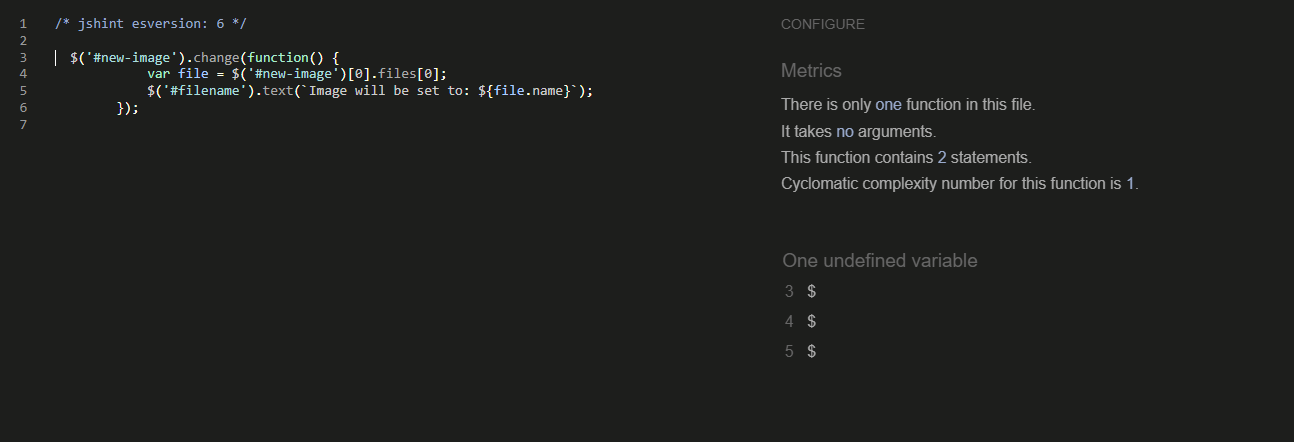 1 /* jshint esversion: 6 */
2
3 $('#new-image').change(function() {
4 var file = $('#new-image')[0].files[0];
5 $('#filename').text(`Image will be set to: ${file.name}`);
6 });
7
CONFIGURE
Metrics
There is only one function in this file.
It takes no arguments.
This function contains 2 statements.
Cyclomatic complexity number for this function is 1.
One undefined variable
3 $
4 $
5 $